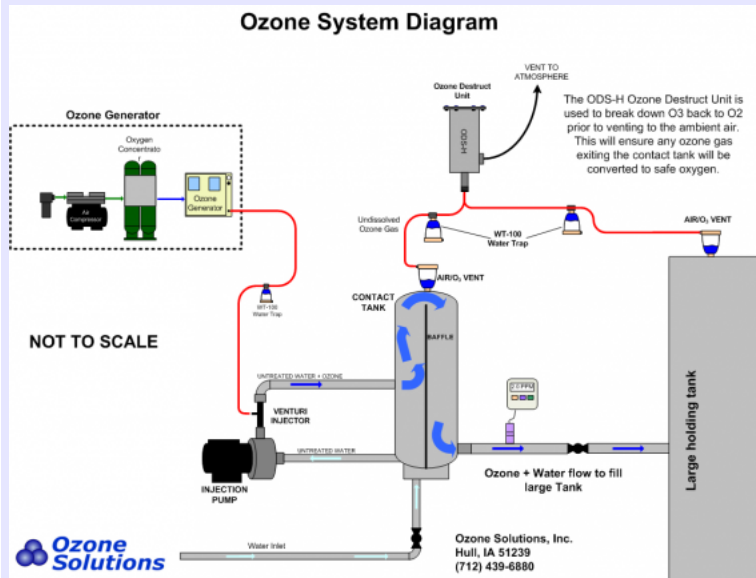 Ozone System Diagram
VENT TO
ATMOSPHERE
Ozone Destruct
Unit
ODS-H
The ODS-H Ozone Destruct Unit is
used to break down O3 back to O2
prior to venting to the ambient air.
This will ensure any ozone gas
exiting the contact tank will be
converted to safe oxygen.
Ozone Generator
Oxygen
Concentrato
r
Air
Compressor
Ozone
Generator
Undissolved
Ozone Gas
WT-100
Water Trap
AIR/O₃ VENT
AIR/O₃ VENT
WT-100
Water Trap
CONTACT
TANK
BAFFLE
NOT TO SCALE
UNTREATED WATER + OZONE
2.0 PPM
VENTURI
INJECTOR
UNTREATED WATER
INJECTION
PUMP
Ozone + Water flow to fill
large Tank
Large holding tank
Water Inlet
Ozone Solutions, Inc.
Hull, IA 51239
(712) 439-6880
Ozone
Solutions